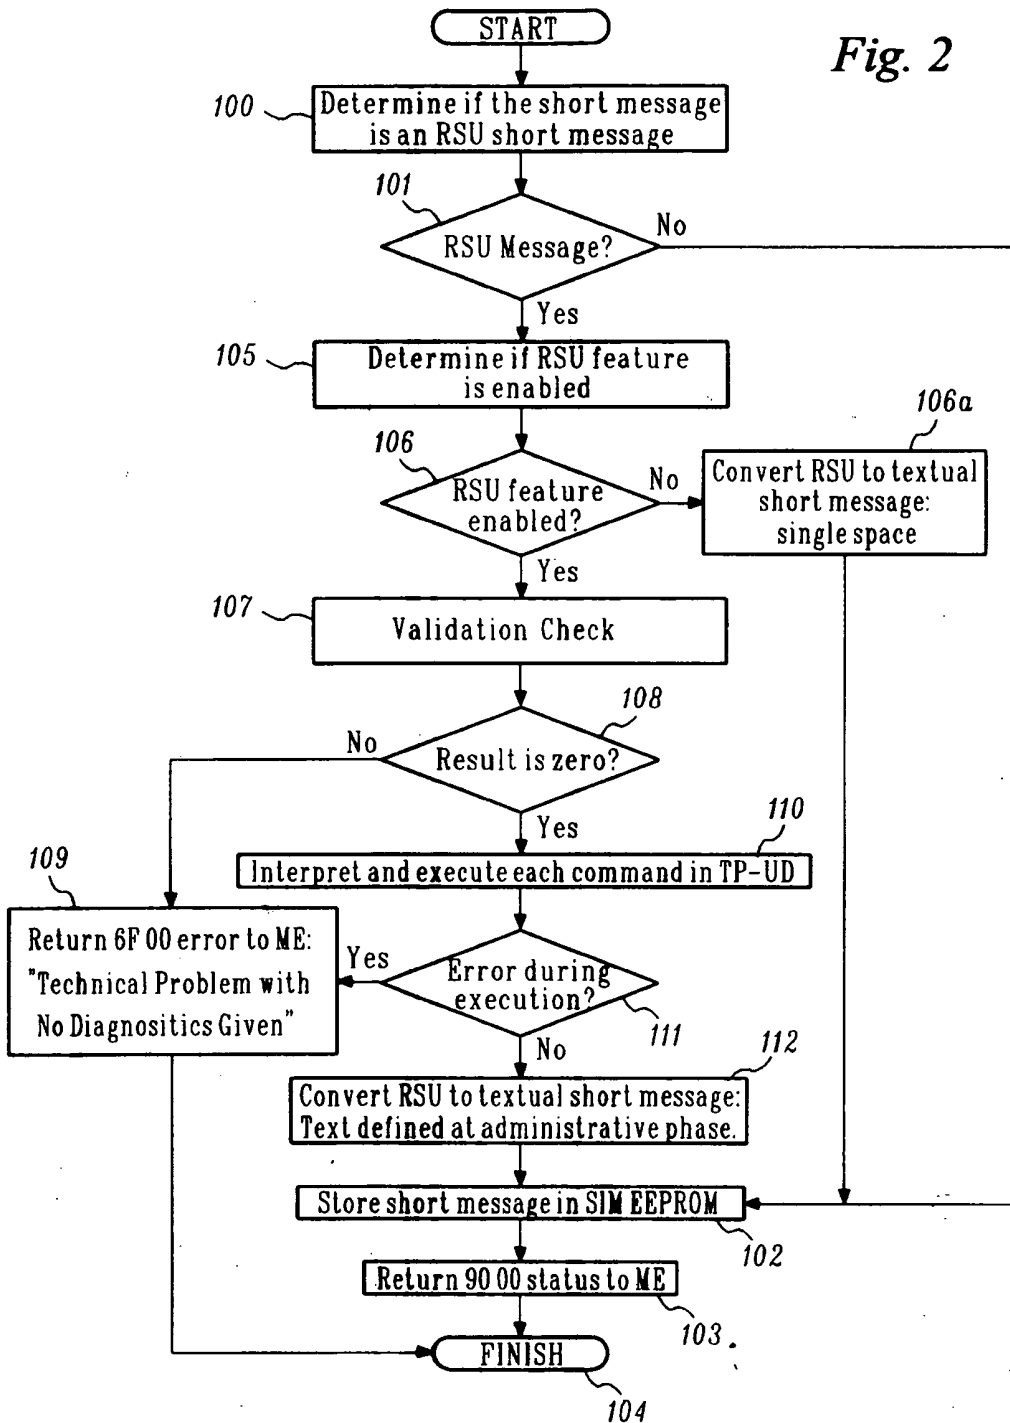 START
Fig. 2
100
Determine if the short message
is an RSU short message
101
RSU Message?
No
Yes
105
Determine if RSU feature
is enabled
106
RSU feature
enabled?
No
106a
Convert RSU to textual
short message:
single space
Yes
107
Validation Check
108
Result is zero?
No
Yes
110
Interpret and execute each command in TP-UD
109
Return 6F 00 error to ME:
"Technical Problem with
No Diagnositics Given"
Yes
Error during
execution?
111
No
112
Convert RSU to textual short message:
Text defined at administrative phase.
Store short message in SIM EEPROM
102
Return 90 00 status to ME
103
FINISH
104